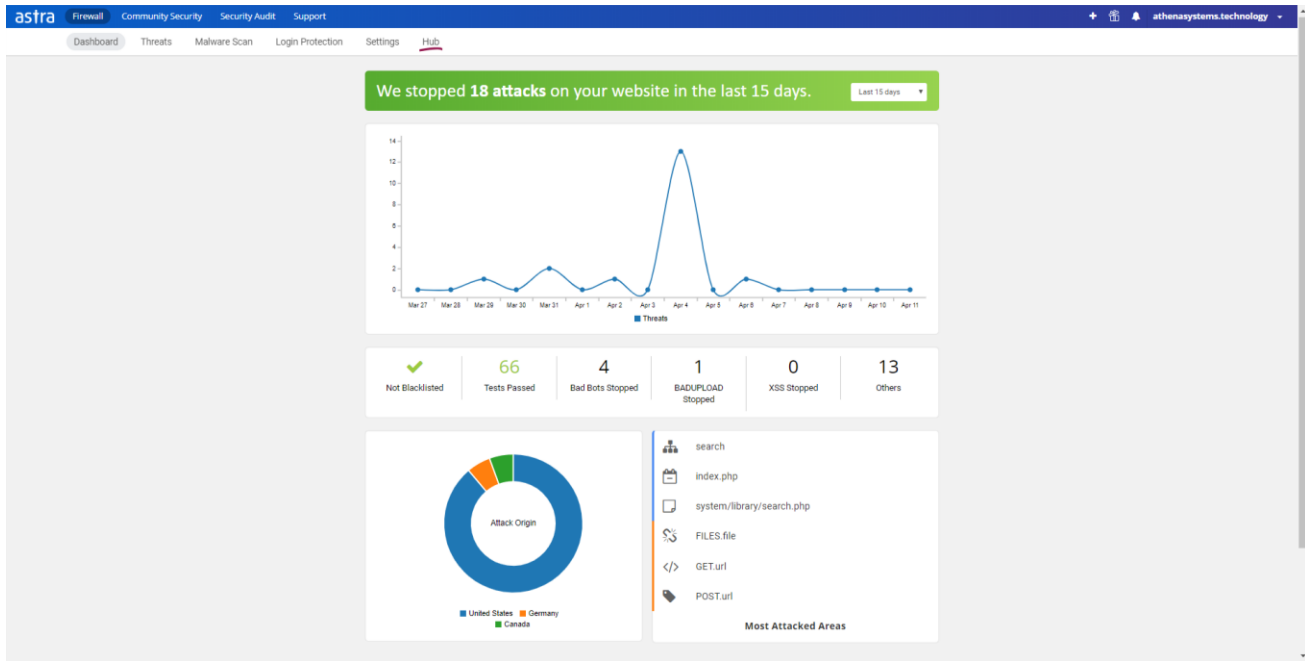 astra Firewall Community Security Security Audit Support athenasystems.technology
Dashboard Threats Malware Scan Login Protection Settings Hub
We stopped 18 attacks on your website in the last 15 days. Last 15 days
14
12
10
8
6
4
2
0
Mar 27 Mar 28 Mar 29 Mar 30 Mar 31 Apr 1 Apr 2 Apr 3 Apr 4 Apr 5 Apr 6 Apr 7 Apr 8 Apr 9 Apr 10 Apr 11
Threats
66 4 1 0 13
Not Blacklisted Tests Passed Bad Bots Stopped BADUPLOAD XSS Stopped Others
Stopped
Attack Origin
United States Germany
Canada
search
index.php
system/library/search.php
FILES.file
GET.url
POST.url
Most Attacked Areas